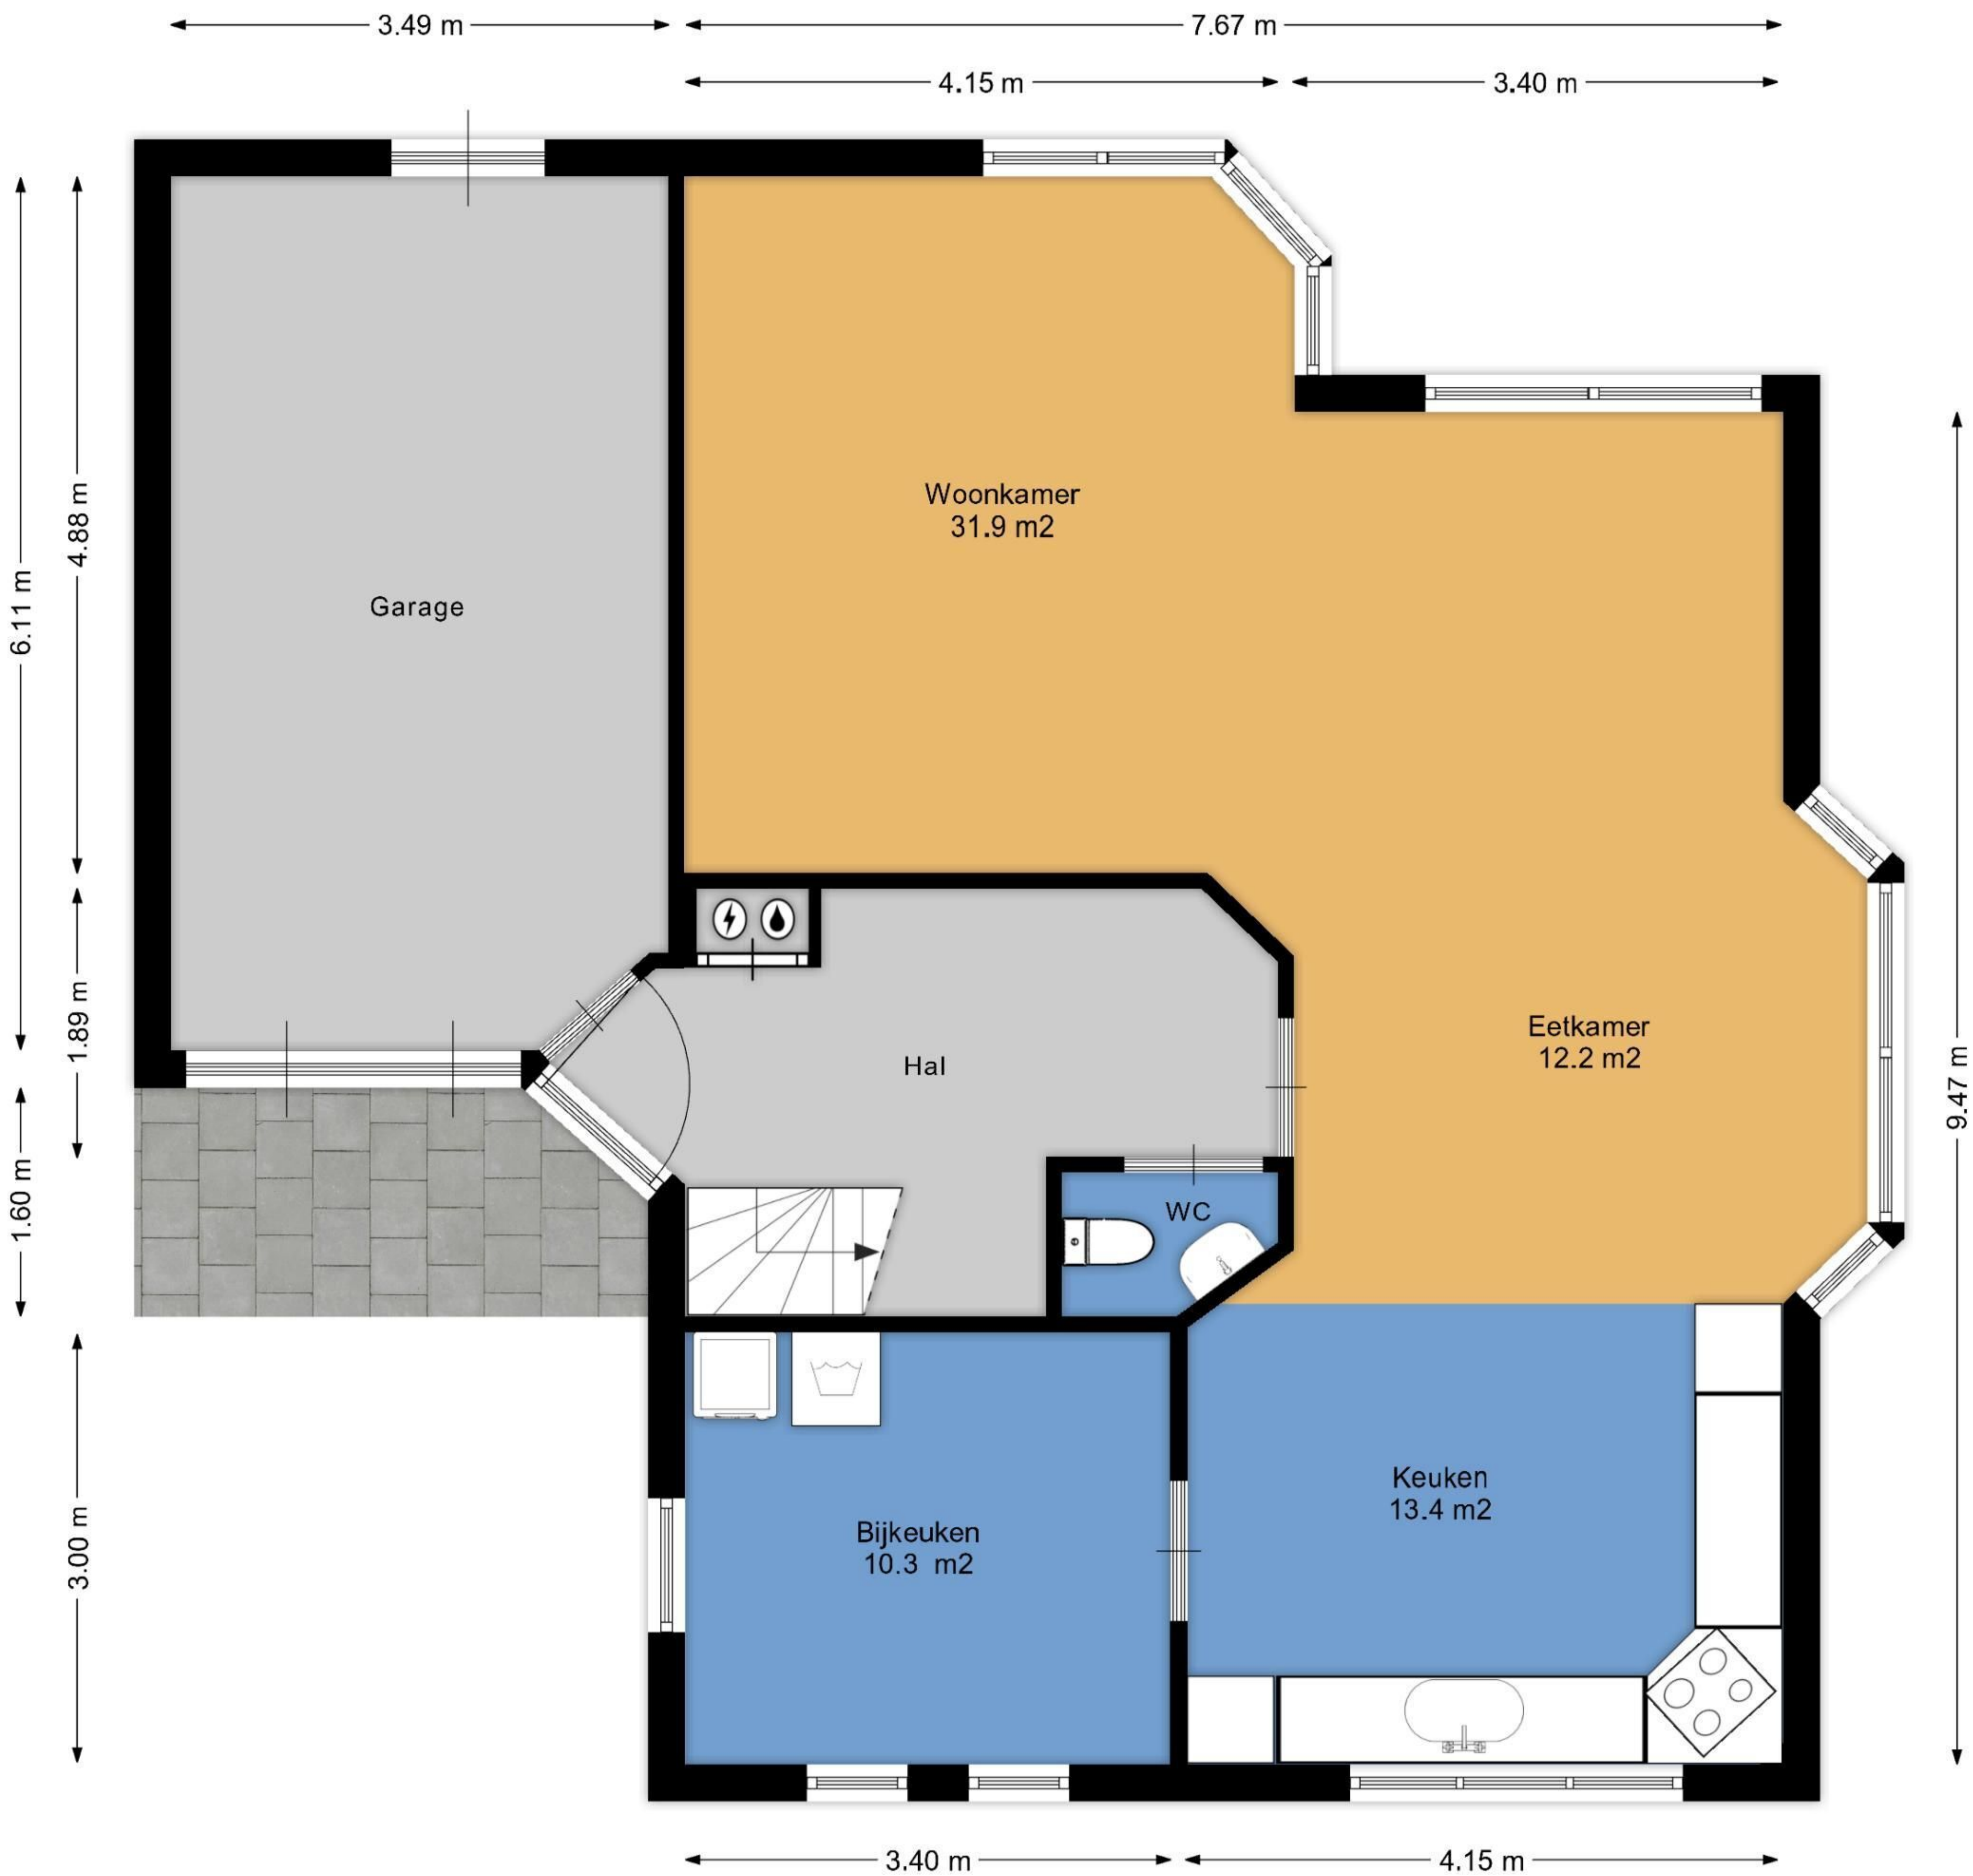 3.49 m
7.67 m
4.15 m
3.40 m
6.11 m
4.88 m
Woonkamer
31.9 m2
Garage
1.89 m
Hal
Eetkamer
12.2 m2
9.47 m
1.60 m
WC
3.00 m
Keuken
13.4 m2
Bijkeuken
10.3 m2
3.40 m
4.15 m